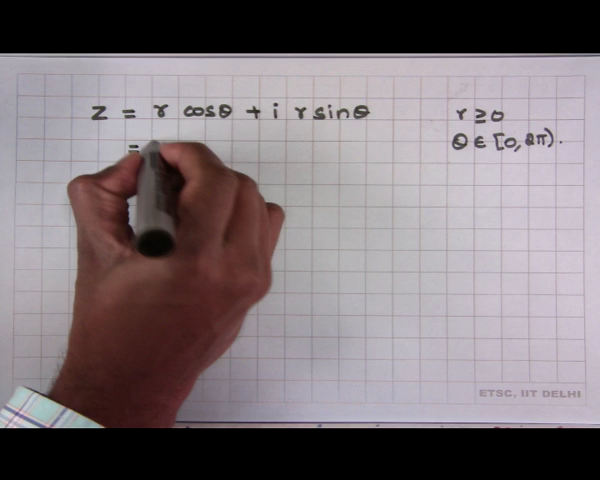 z = r cosθ + i r sinθ
r ≥ 0
=
θ ∈ [0, 2π).
ETSC, IIT DELHI